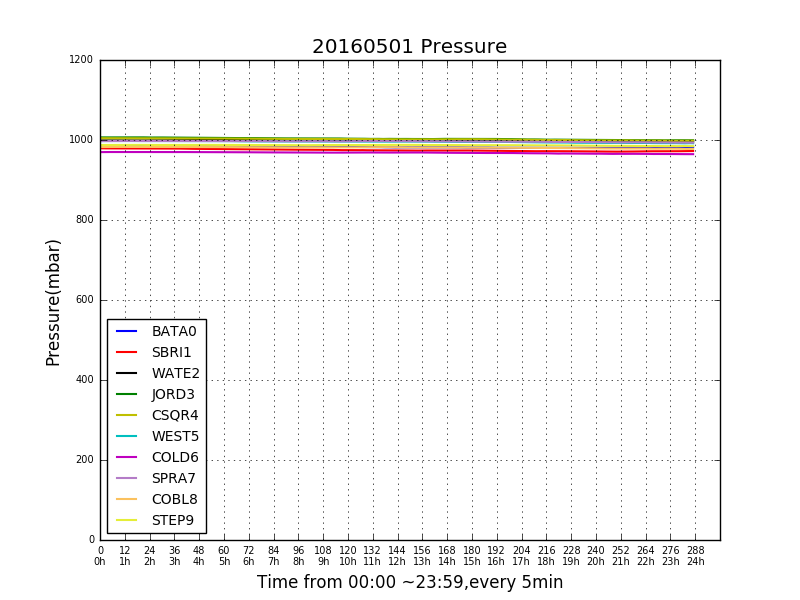 20160501 Pressure
1200
1000
800
600
400
200
0
Pressure(mbar)
BATA0
SBRI1
WATE2
JORD3
CSQR4
WEST5
COLD6
SPRA7
COBL8
STEP9
0 12 24 36 48 60 72 84 96 108 120 132 144 156 168 180 192 204 216 228 240 252 264 276 288
0h 1h 2h 3h 4h 5h 6h 7h 8h 9h 10h 11h 12h 13h 14h 15h 16h 17h 18h 19h 20h 21h 22h 23h 24h
Time from 00:00 ~23:59,every 5min